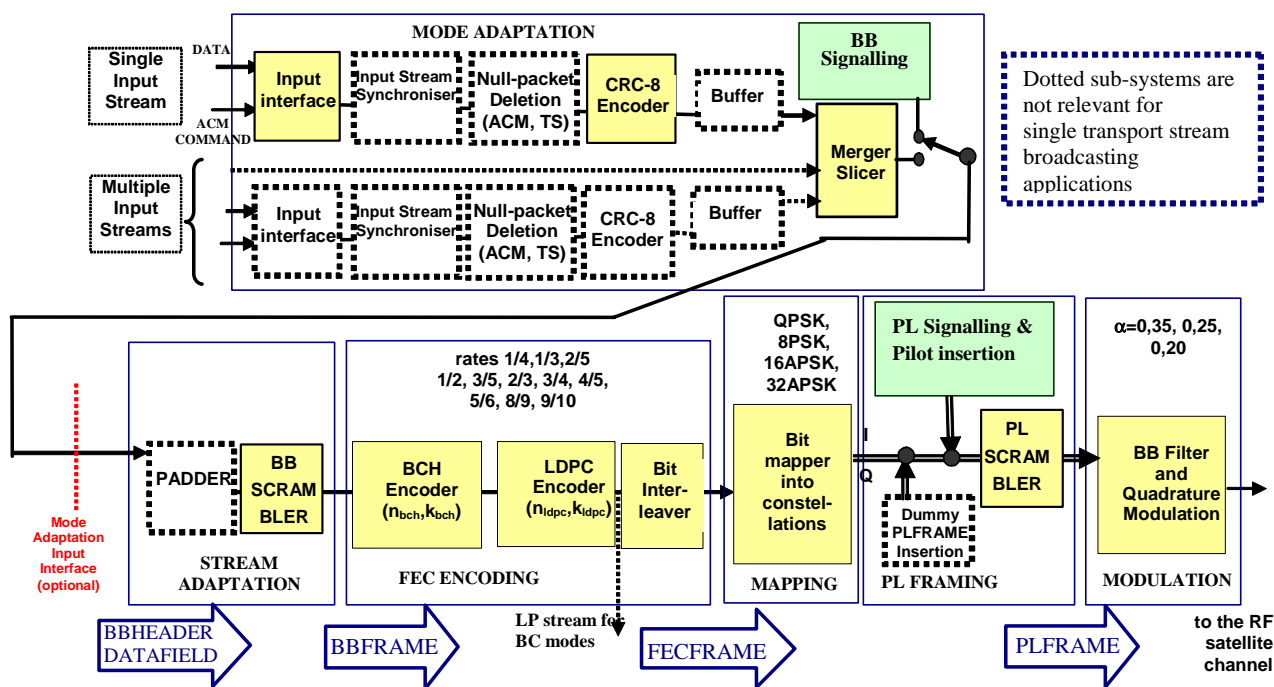 MODE ADAPTATION
Single
Input
Stream
DATA
ACM
COMMAND
Input
interface
Input Stream
Synchroniser
Null-packet
Deletion
(ACM, TS)
CRC-8
Encoder
Buffer
BB
Signalling
Merger
Slicer
Dotted sub-systems are
not relevant for
single transport stream
broadcasting
applications
Multiple
Input
Streams
Input
interface
Input Stream
Synchroniser
Null-packet
Deletion
(ACM, TS)
CRC-8
Encoder
Buffer
rates 1/4,1/3,2/5
1/2, 3/5, 2/3, 3/4, 4/5,
5/6, 8/9, 9/10
QPSK,
8PSK,
16APSK,
32APSK
PL Signalling &
Pilot insertion
α=0,35, 0,25,
0,20
PADDER
BB
SCRAM
BLER
BCH
Encoder
(nbch,kbch)
LDPC
Encoder
(nldpc,kldpc)
Bit
Inter-
leaver
Bit
mapper
into
constel-
lations
I
Q
Dummy
PLFRAME
Insertion
PL
SCRAM
BLER
BB Filter
and
Quadrature
Modulation
Mode
Adaptation
Input
Interface
(optional)
STREAM
ADAPTATION
FEC ENCODING
MAPPING
PL FRAMING
MODULATION
BBHEADER
DATAFIELD
BBFRAME
LP stream for
BC modes
FECFRAME
PLFRAME
to the RF
satellite
channel